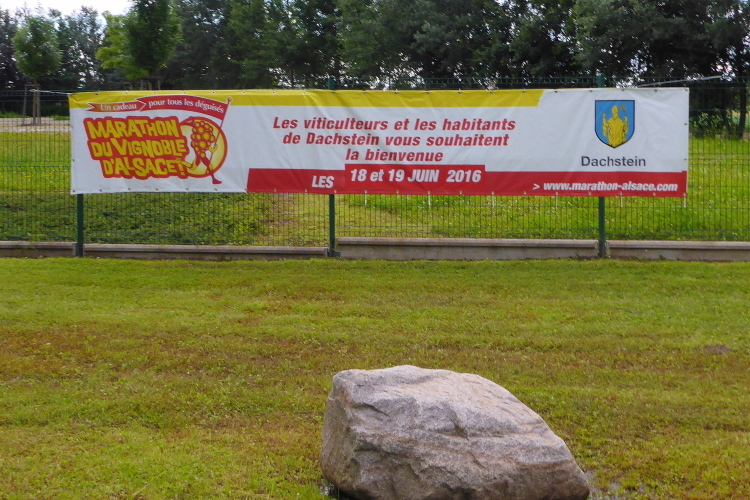 Un cadeau pour tous les déguisés
MARATHON
DU VIGNOBLE
D'ALSACE
Les viticulteurs et les habitants
de Dachstein vous souhaitent
la bienvenue
LES 18 et 19 JUIN 2016
Dachstein
> www.marathon-alsace.com